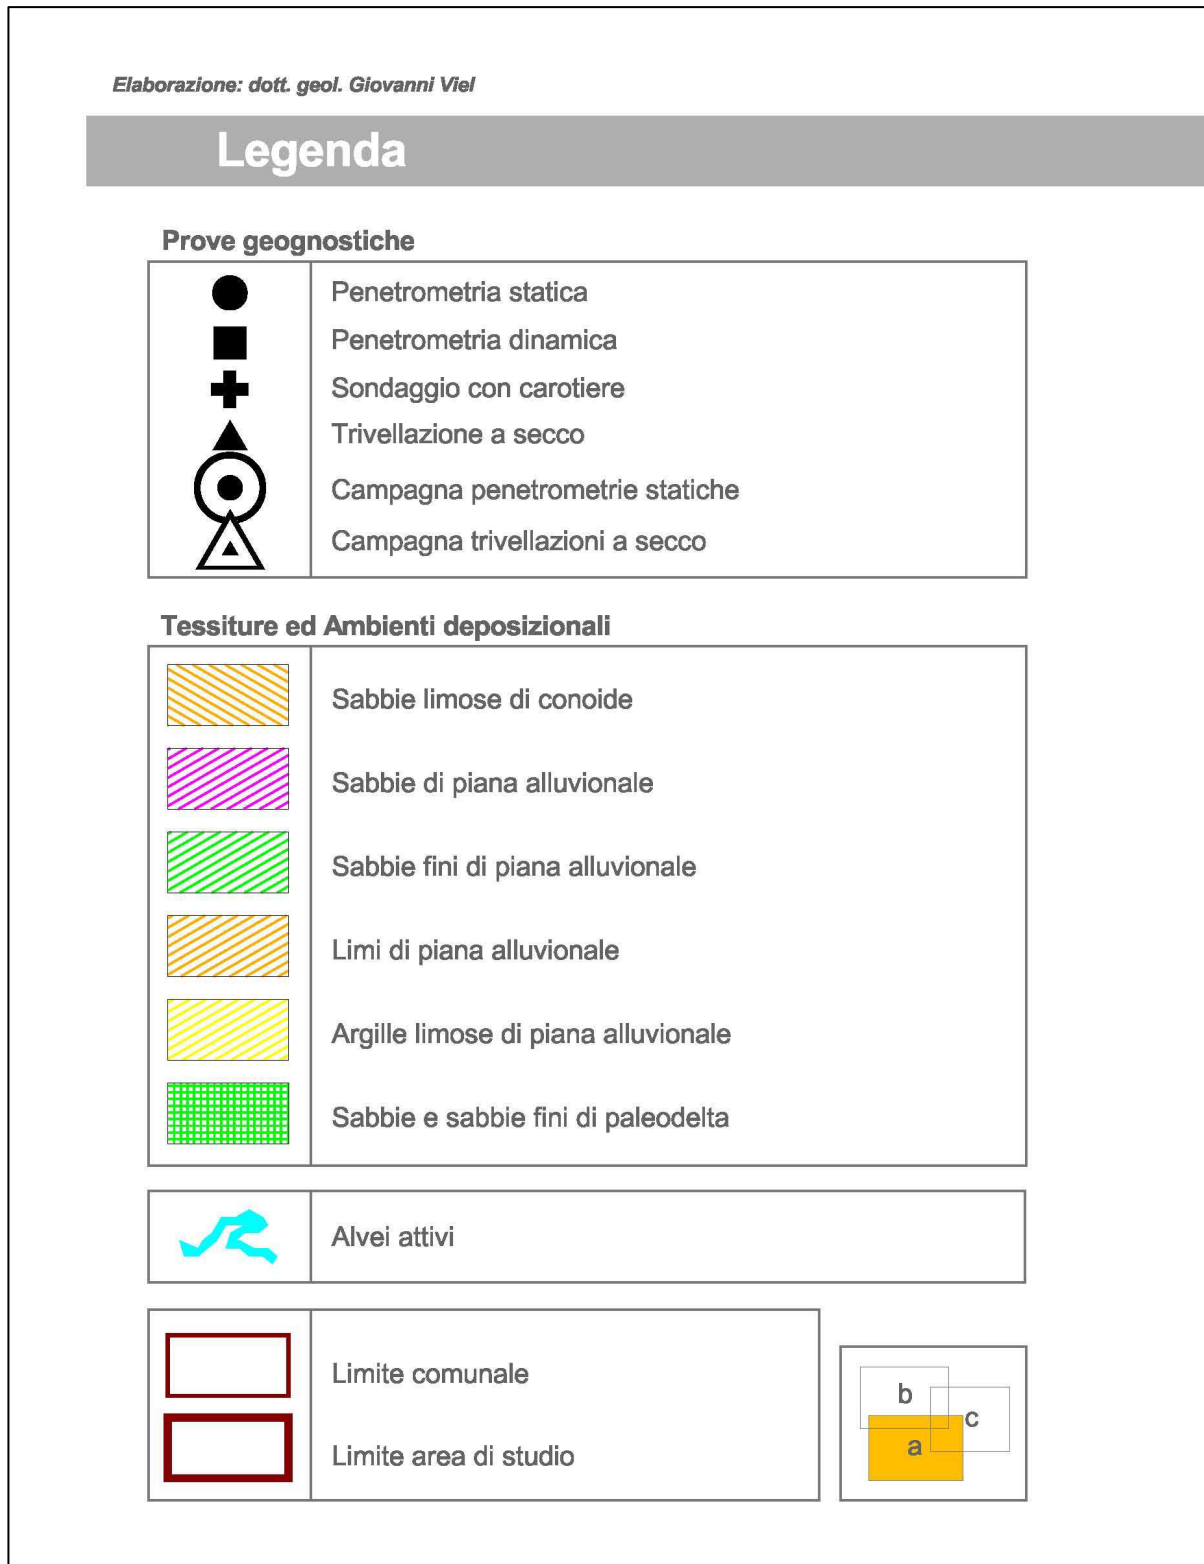 Elaborazione: dott. geol. Giovanni Viel
Legenda
Prove geognostiche
Penetrometria statica
Penetrometria dinamica
Sondaggio con carotiere
Trivellazione a secco
Campagna penetrometrie statiche
Campagna trivellazioni a secco
Tessiture ed Ambienti deposizionali
Sabbie limose di conoide
Sabbie di piana alluvionale
Sabbie fini di piana alluvionale
Limi di piana alluvionale
Argille limose di piana alluvionale
Sabbie e sabbie fini di paleodelta
Alvei attivi
Limite comunale
Limite area di studio
b
c
a